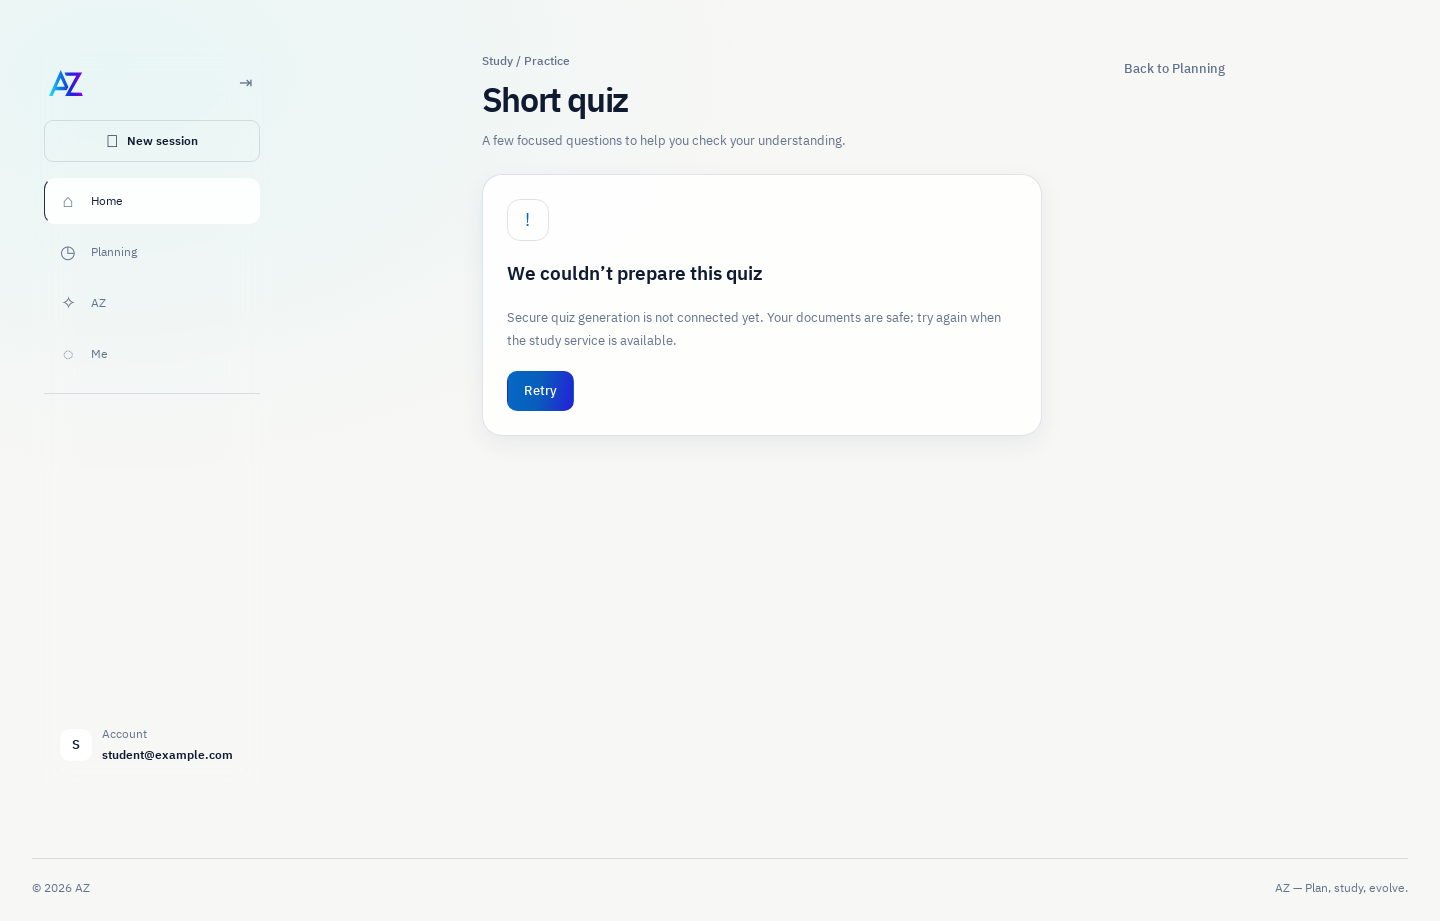 AZ
New session
Home
Planning
AZ
Me
Account
S
student@example.com
Study / Practice
Back to Planning
Short quiz
A few focused questions to help you check your understanding.
!
We couldn’t prepare this quiz
Secure quiz generation is not connected yet. Your documents are safe; try again when
the study service is available.
Retry
© 2026 AZ
AZ — Plan, study, evolve.